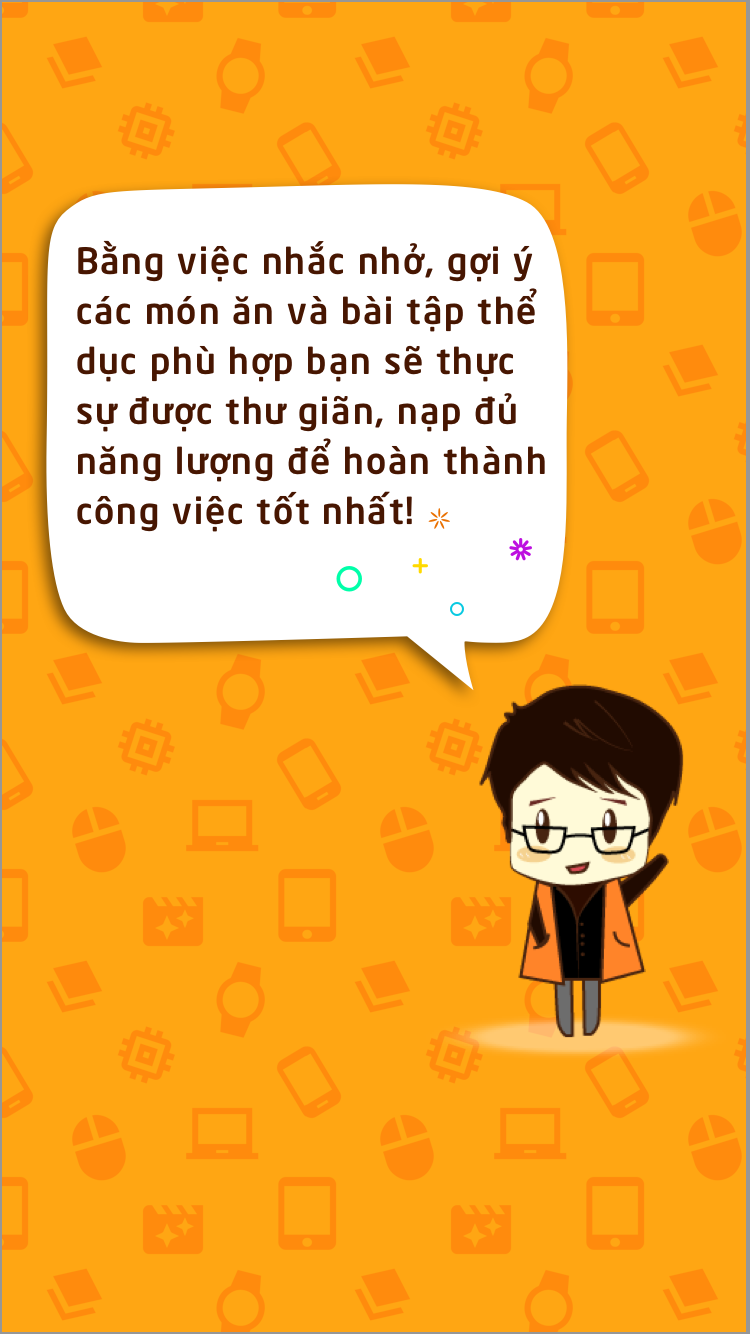 Bằng việc nhắc nhở, gợi ý
các món ăn và bài tập thể
dục phù hợp bạn sẽ thực
sự được thư giãn, nạp đủ
năng lượng để hoàn thành
công việc tốt nhất!